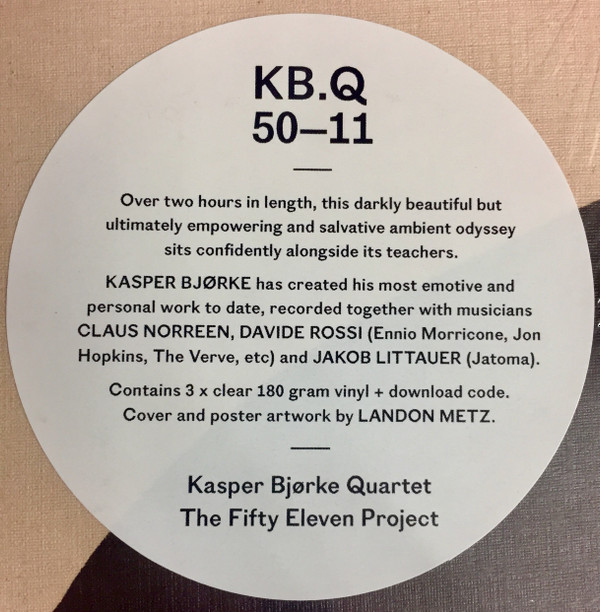 KB.Q
50—11
Over two hours in length, this darkly beautiful but
ultimately empowering and salvative ambient odyssey
sits confidently alongside its teachers.
KASPER BJØRKE has created his most emotive and
personal work to date, recorded together with musicians
CLAUS NORREEN, DAVIDE ROSSI (Ennio Morricone, Jon
Hopkins, The Verve, etc) and JAKOB LITTAUER (Jatoma).
Contains 3 x clear 180 gram vinyl + download code.
Cover and poster artwork by LANDON METZ.
Kasper Bjørke Quartet
The Fifty Eleven Project